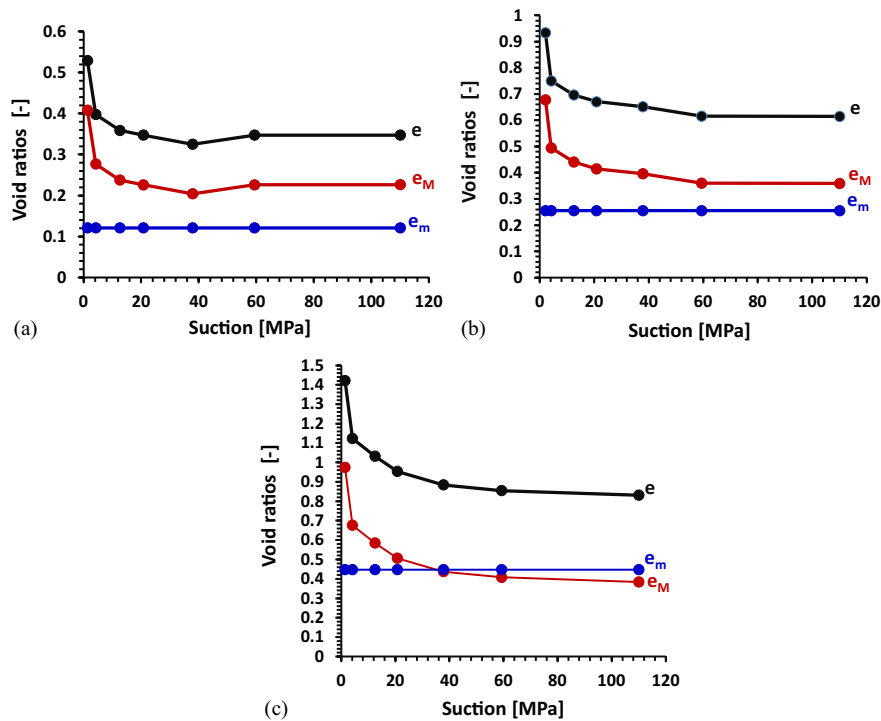 0.6
0.5
0.4
0.3
0.2
0.1
0
0 20 40 60 80 100 120
Void ratios [-]
Suction [MPa]
e
eM
em
(a)
1
0.9
0.8
0.7
0.6
0.5
0.4
0.3
0.2
0.1
0
0 20 40 60 80 100 120
Void ratios [-]
Suction [MPa]
e
eM
em
(b)
1.5
1.4
1.3
1.2
1.1
1
0.9
0.8
0.7
0.6
0.5
0.4
0.3
0.2
0.1
0
0 20 40 60 80 100 120
Void ratios [-]
Suction [MPa]
e
em
eM
(c)